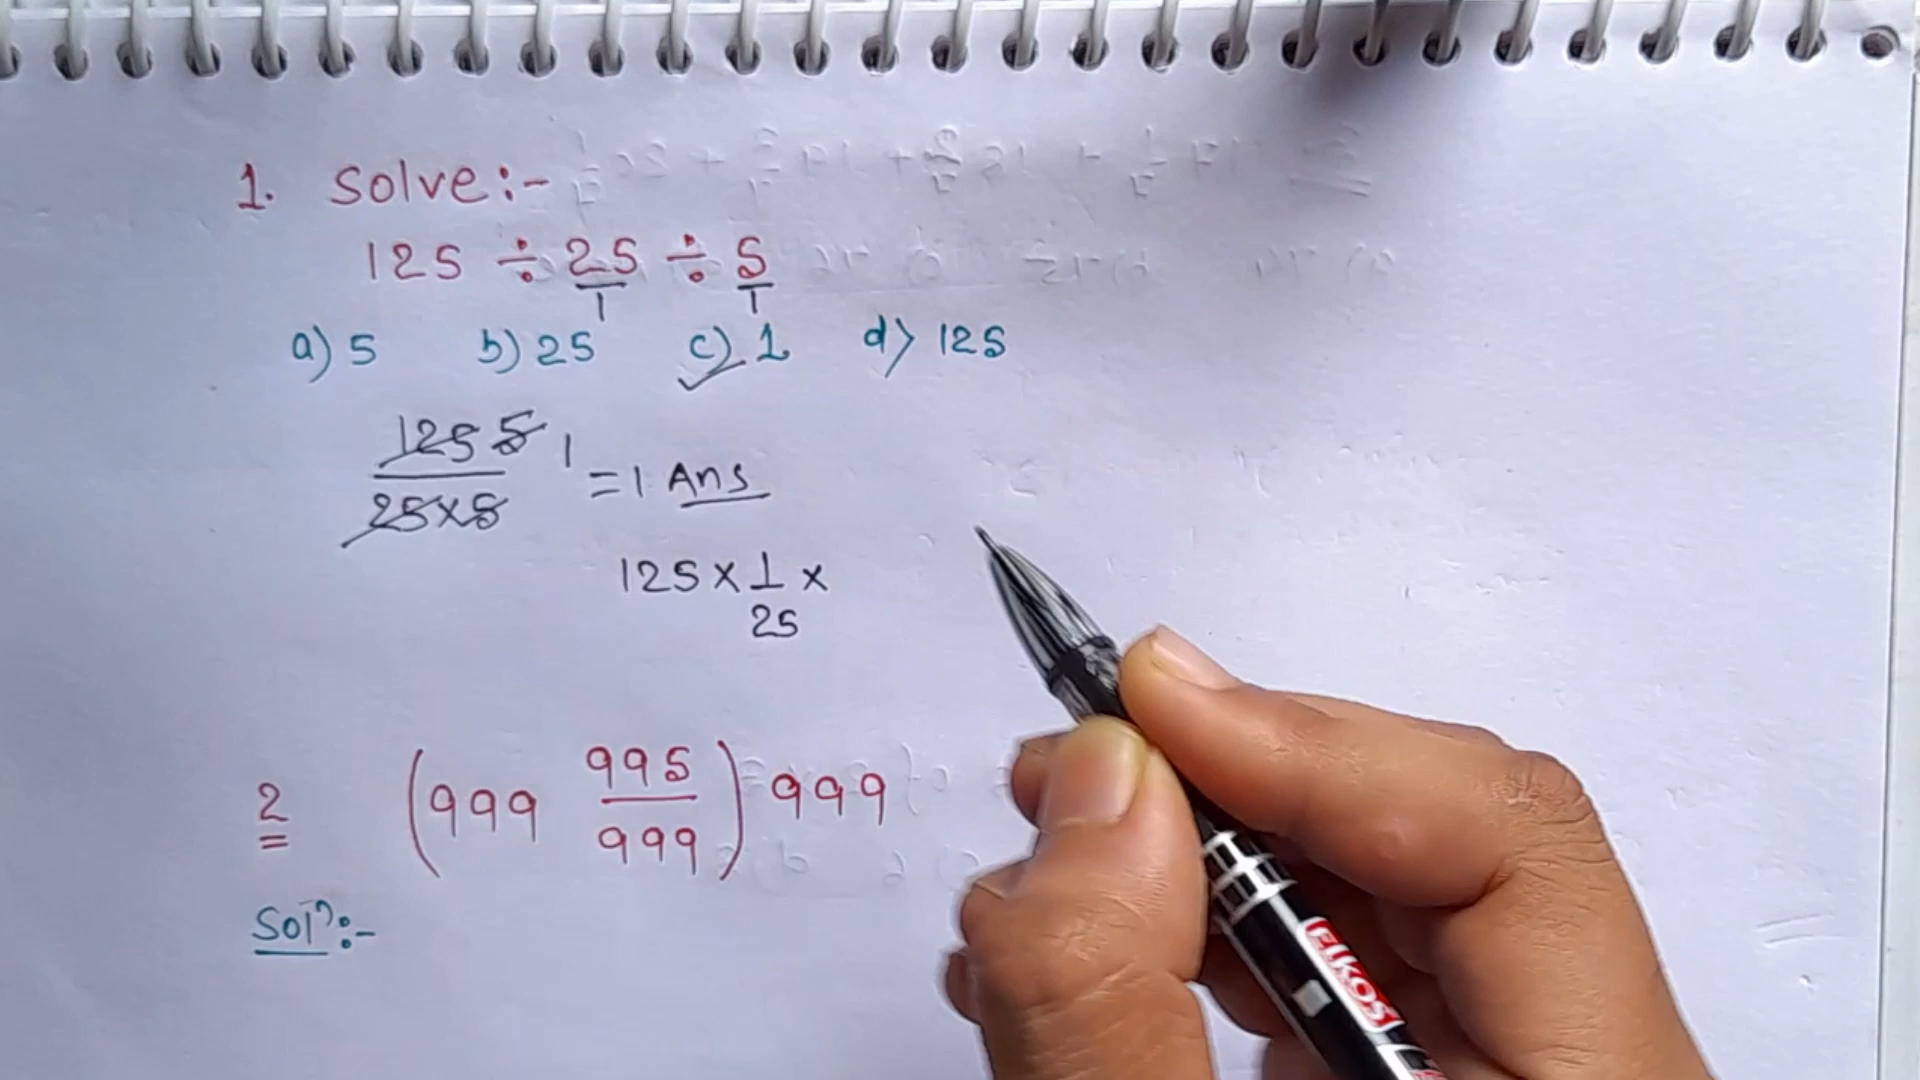 1. Solve:-
125 ÷ 25 ÷ 5
1 1
a) 5 b) 25 c) 1 d) 125
125 5 1
25×5
= 1 Ans
125 × 1 ×
25
2 (999 995/999) 999
Solⁿ:-
Elkos